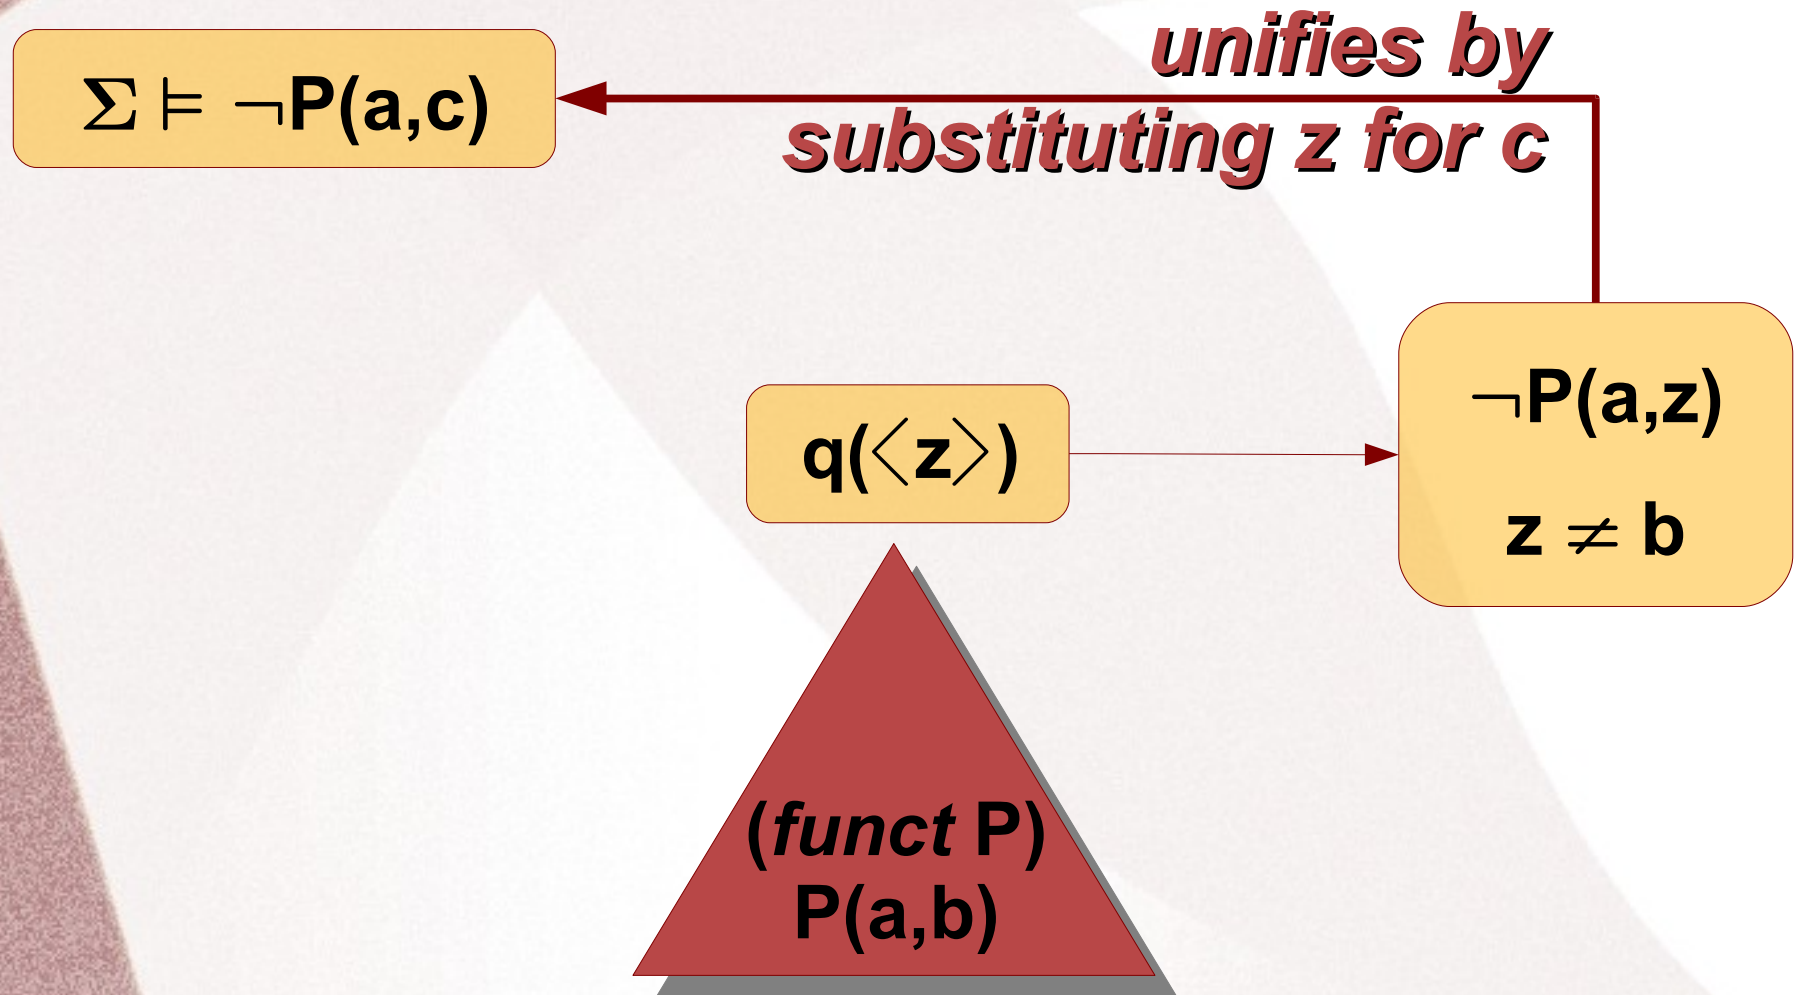 unifies by
Σ ⊨ ¬P(a,c)
substituting z for c
¬P(a,z)
q(〈z〉)
z ≠ b
(funct P)
P(a,b)